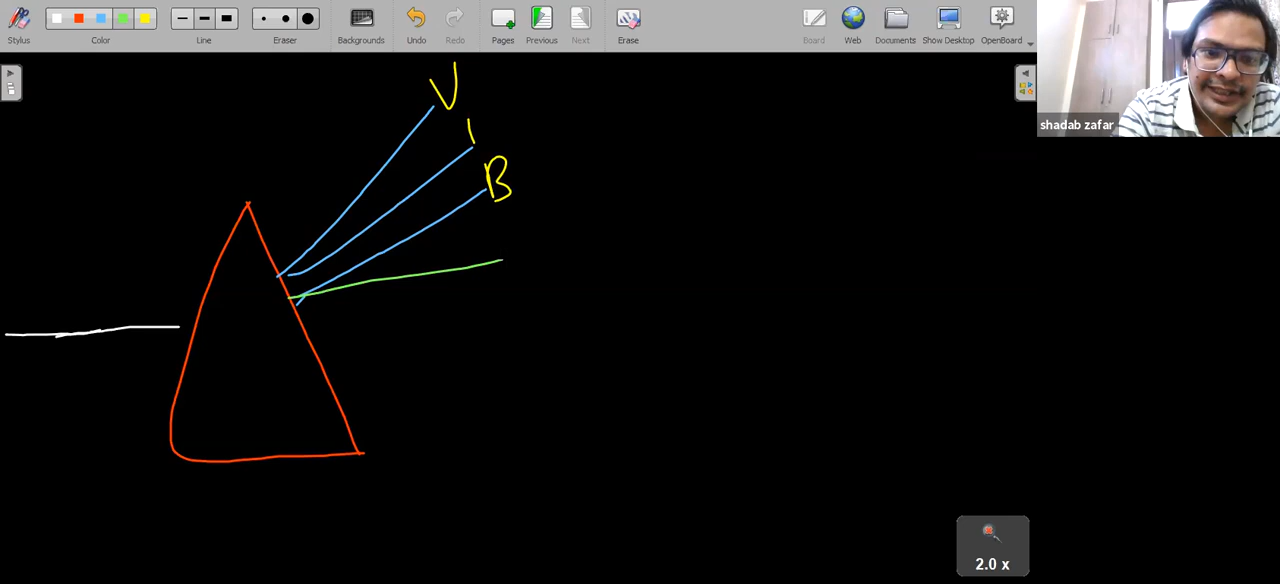 Stylus
Color
Line
Eraser
Backgrounds
Undo
Redo
Pages
Previous
Next
Erase
Board
Web
Documents
Show Desktop
OpenBoard
shadab zafar
V
I
B
2.0 x